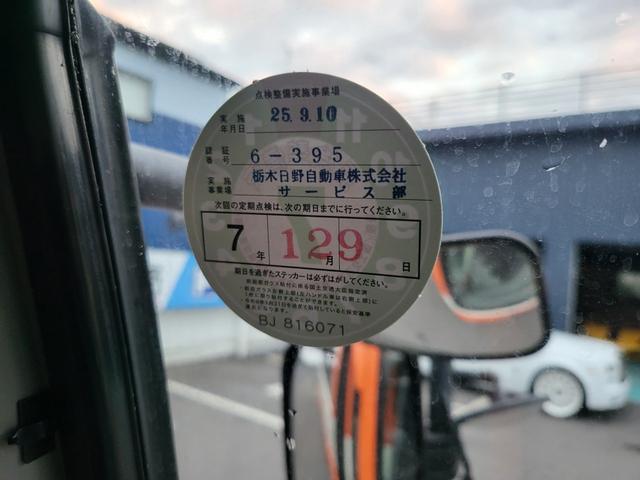 点検整備実施事業場
実施年月日 25.9.10
認証番号 6-395
実施事業場 栃木日野自動車株式会社
サービス部
次回の定期点検は、次の期日までに行ってください。
7年 12月 9日
期日を過ぎたステッカーは必ずはがしてください。
BJ 816071